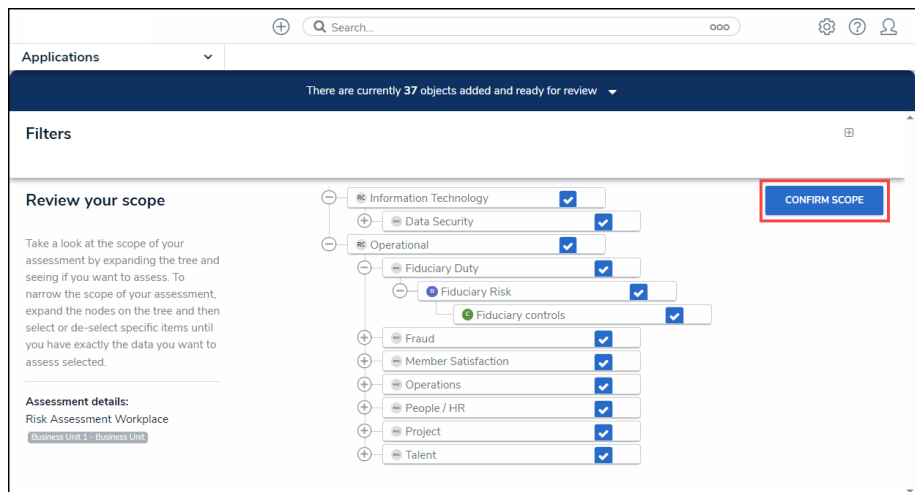 Search...
Applications
There are currently 37 objects added and ready for review
Filters
Review your scope
Take a look at the scope of your
assessment by expanding the tree and
seeing if you want to assess. To
narrow the scope of your assessment,
expand the nodes on the tree and then
select or de-select specific items until
you have exactly the data you want to
assess selected.
Assessment details:
Risk Assessment Workplace
Business Unit 1 - Business Unit
RC Information Technology
Data Security
RC Operational
Fiduciary Duty
R Fiduciary Risk
C Fiduciary controls
Fraud
Member Satisfaction
Operations
People / HR
Project
Talent
CONFIRM SCOPE